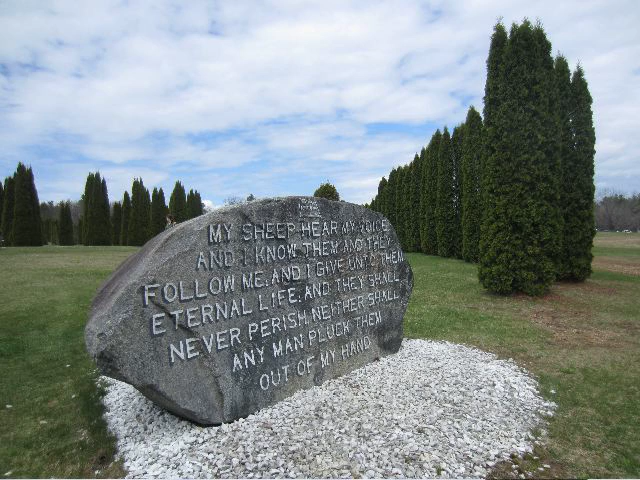 MY SHEEP HEAR MY VOICE
AND I KNOW THEM AND THEY
FOLLOW ME: AND I GIVE UNTO THEM
ETERNAL LIFE: AND THEY SHALL
NEVER PERISH, NEITHER SHALL
ANY MAN PLUCK THEM
OUT OF MY HAND